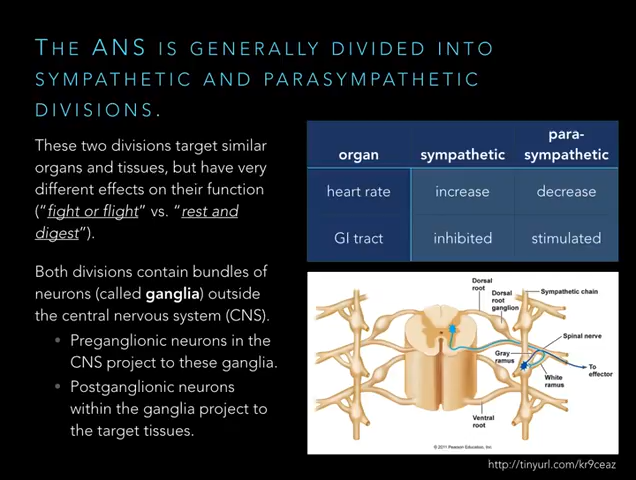 THE ANS IS GENERALLY DIVIDED INTO
SYMPATHETIC AND PARASYMPATHETIC
DIVISIONS.
These two divisions target similar
organs and tissues, but have very
different effects on their function
(“fight or flight” vs. “rest and
digest”).
Both divisions contain bundles of
neurons (called ganglia) outside
the central nervous system (CNS).
• Preganglionic neurons in the
CNS project to these ganglia.
• Postganglionic neurons
within the ganglia project to
the target tissues.
organ sympathetic para-
sympathetic
heart rate increase decrease
GI tract inhibited stimulated
Dorsal
root
Dorsal
root
ganglion
Sympathetic chain
Spinal nerve
Gray
ramus
To
effector
White
ramus
Ventral
root
© 2011 Pearson Education, Inc.
http://tinyurl.com/kr9ceaz